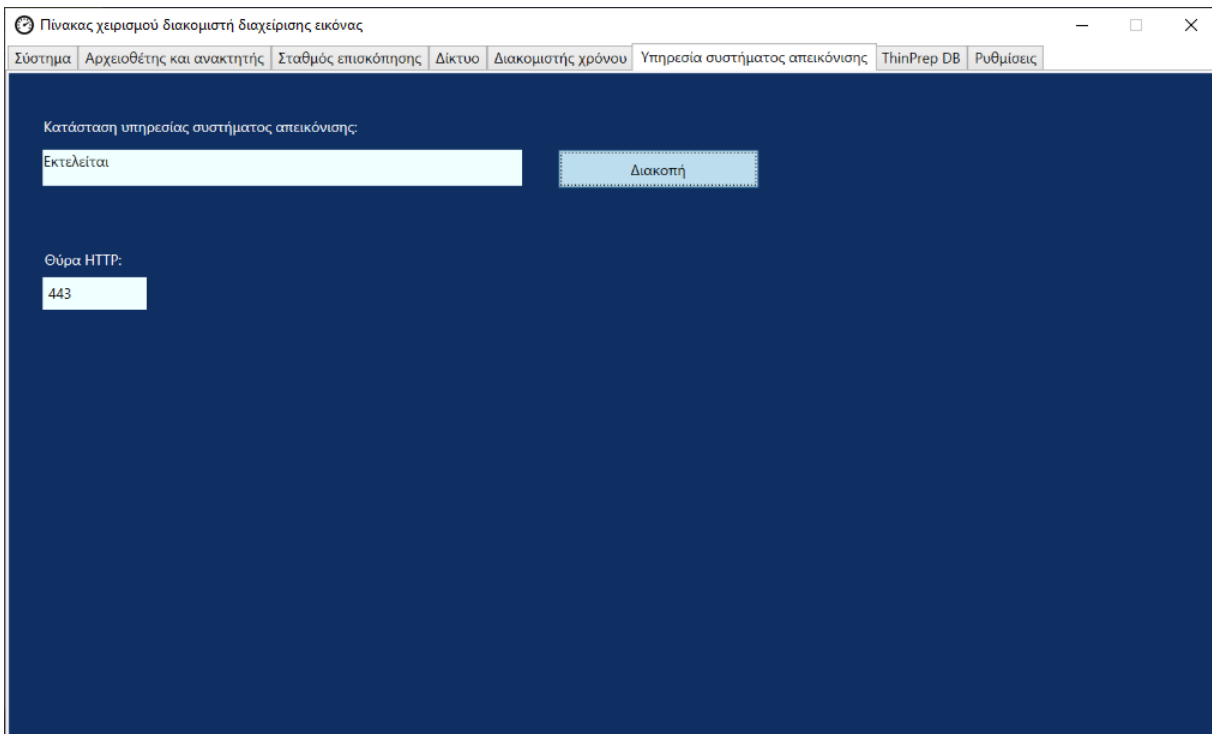 Πίνακας χειρισμού διακομιστή διαχείρισης εικόνας
Σύστημα Αρχειοθέτης και ανακτητής Σταθμός επισκόπησης Δίκτυο Διακομιστής χρόνου Υπηρεσία συστήματος απεικόνισης ThinPrep DB Ρυθμίσεις
Κατάσταση υπηρεσίας συστήματος απεικόνισης:
Εκτελείται Διακοπή
Θύρα HTTP:
443